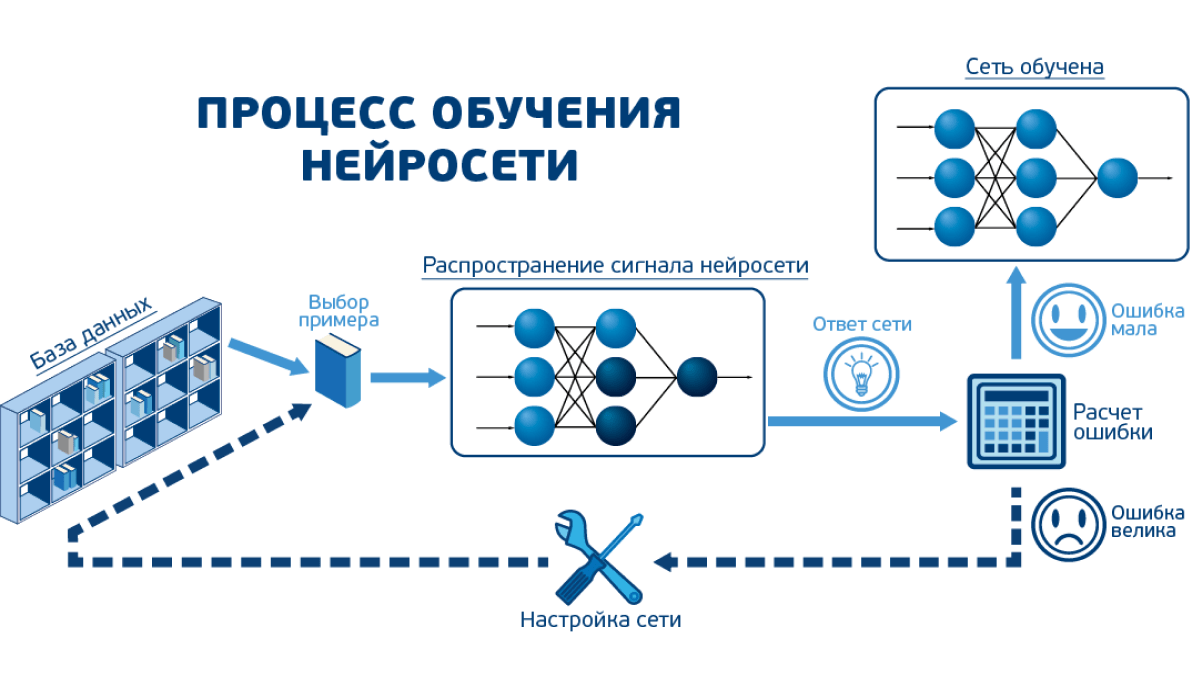 ПРОЦЕСС ОБУЧЕНИЯ
НЕЙРОСЕТИ
Сеть обучена
Распространение сигнала нейросети
База данных
Выбор
примера
Ответ сети
Ошибка
мала
Расчет
ошибки
Ошибка
велика
Настройка сети